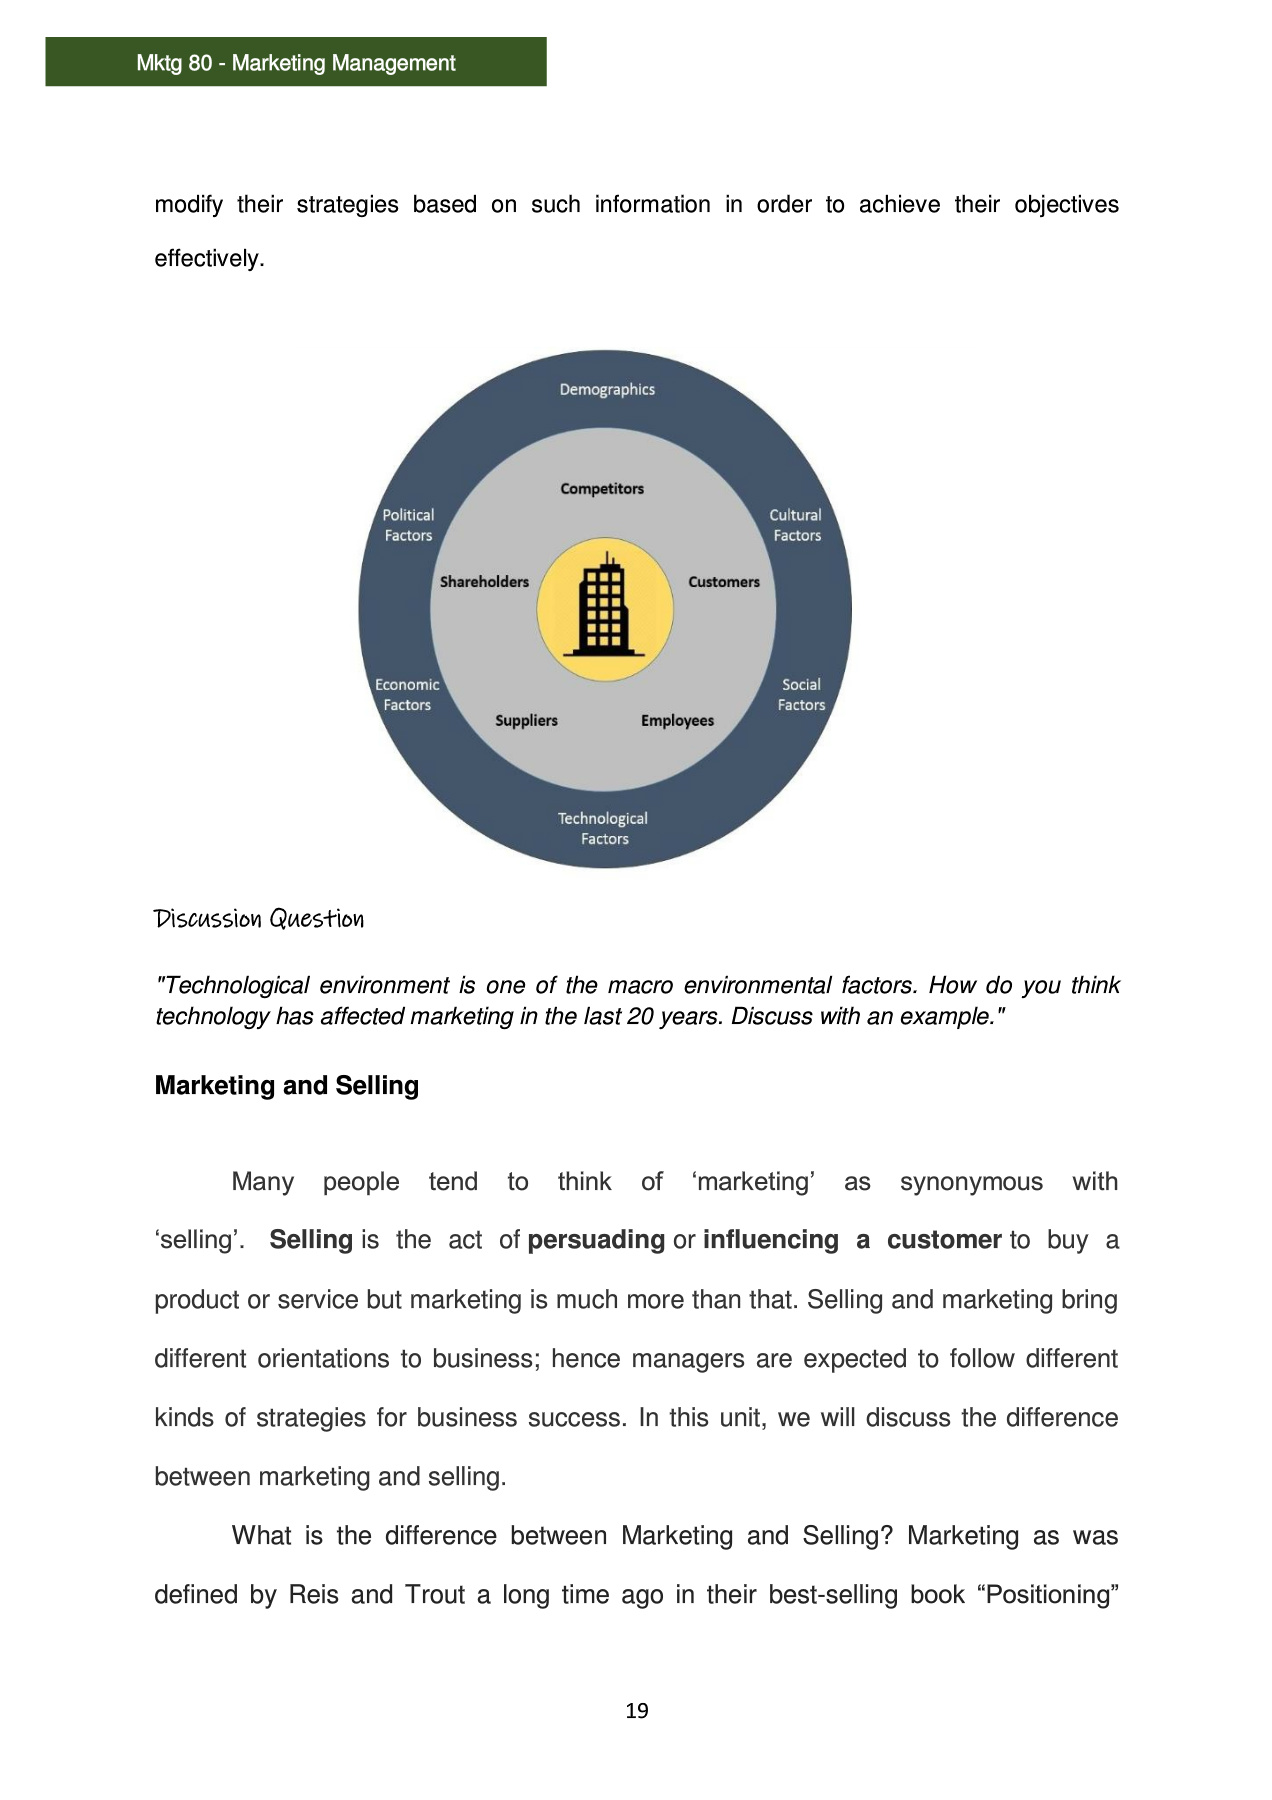 Mktg 80 - Marketing Management
modify their strategies based on such information in order to achieve their objectives
effectively.
Demographics
Competitors
Political
Factors
Cultural
Factors
Shareholders
Customers
Economic
Factors
Social
Factors
Suppliers
Employees
Technological
Factors
Discussion Question
"Technological environment is one of the macro environmental factors. How do you think
technology has affected marketing in the last 20 years. Discuss with an example."
Marketing and Selling
Many people tend to think of ‘marketing’ as synonymous with
‘selling’. Selling is the act of persuading or influencing a customer to buy a
product or service but marketing is much more than that. Selling and marketing bring
different orientations to business; hence managers are expected to follow different
kinds of strategies for business success. In this unit, we will discuss the difference
between marketing and selling.
What is the difference between Marketing and Selling? Marketing as was
defined by Reis and Trout a long time ago in their best-selling book “Positioning”
19